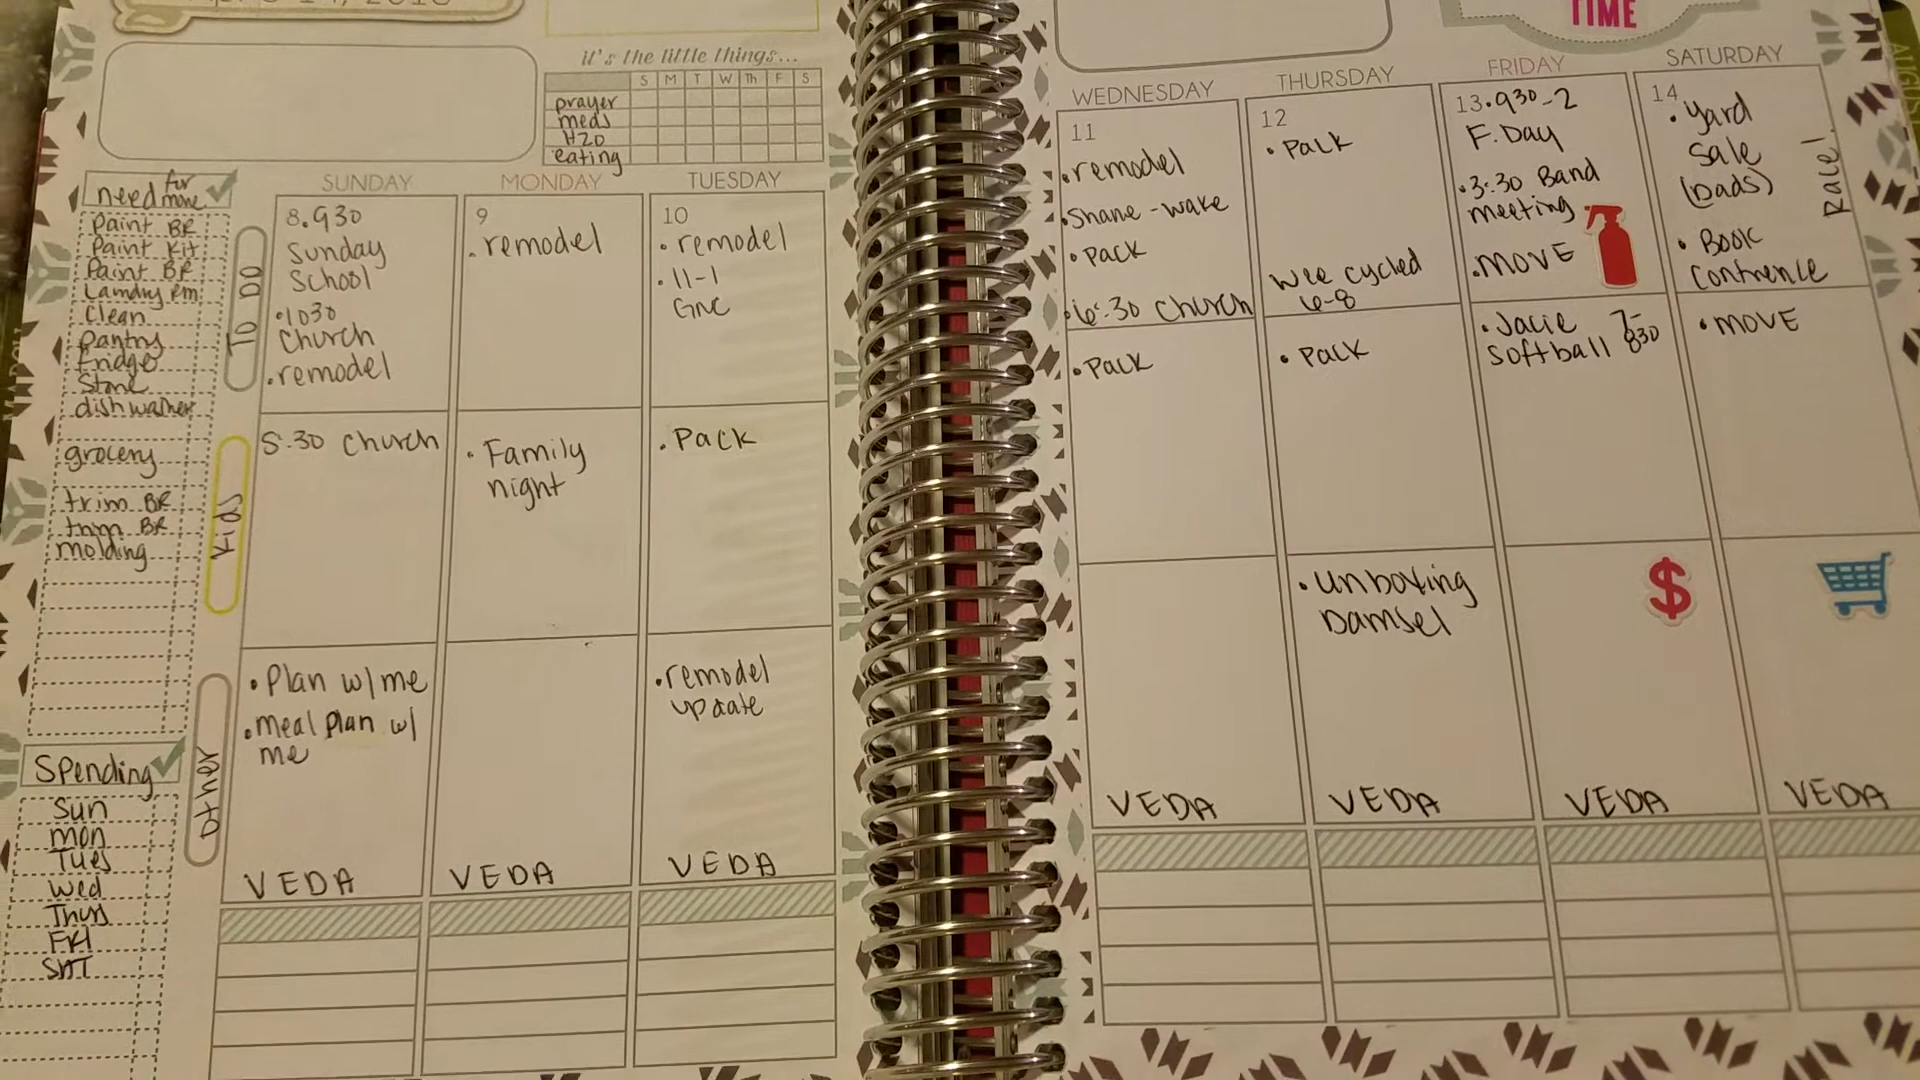 it's the little things...
S M T W Th F S
prayer
meds
H2O
eating
need for more
Paint BR
Paint Kit
Paint BR
Laundry Rm
Clean
Pantry
Fridge
Stove
dishwasher
grocery
trim BR
trim BR
molding
Spending
Sun
mon
Tues
Wed
Thurs
FRI
SAT
TO DO
Kids
other
SUNDAY
8 . 930
Sunday
School
• 1030
Church
. remodel
5:30 Church
• Plan w/ me
• meal plan w/
me
VEDA
MONDAY
9
. remodel
• Family
night
VEDA
TUESDAY
10
• remodel
• 11-1
. Pack
• remodel
update
VEDA
TIME
WEDNESDAY
11
• remodel
• Shane - wake
• Pack
• 6:30 Church
• Pack
VEDA
THURSDAY
12
• Pack
Wee cycled
6-8
• Pack
• Unboxing
Damsel
VEDA
FRIDAY
13 • 930-2
F. Day
• 3:30 Band
meeting
. MOVE
• Jacie 7-
Softball 830
$
VEDA
SATURDAY
14
• Yard
Sale
(Dads)
• Book
Confrence
Race!
• MOVE
VEDA
AUGUST